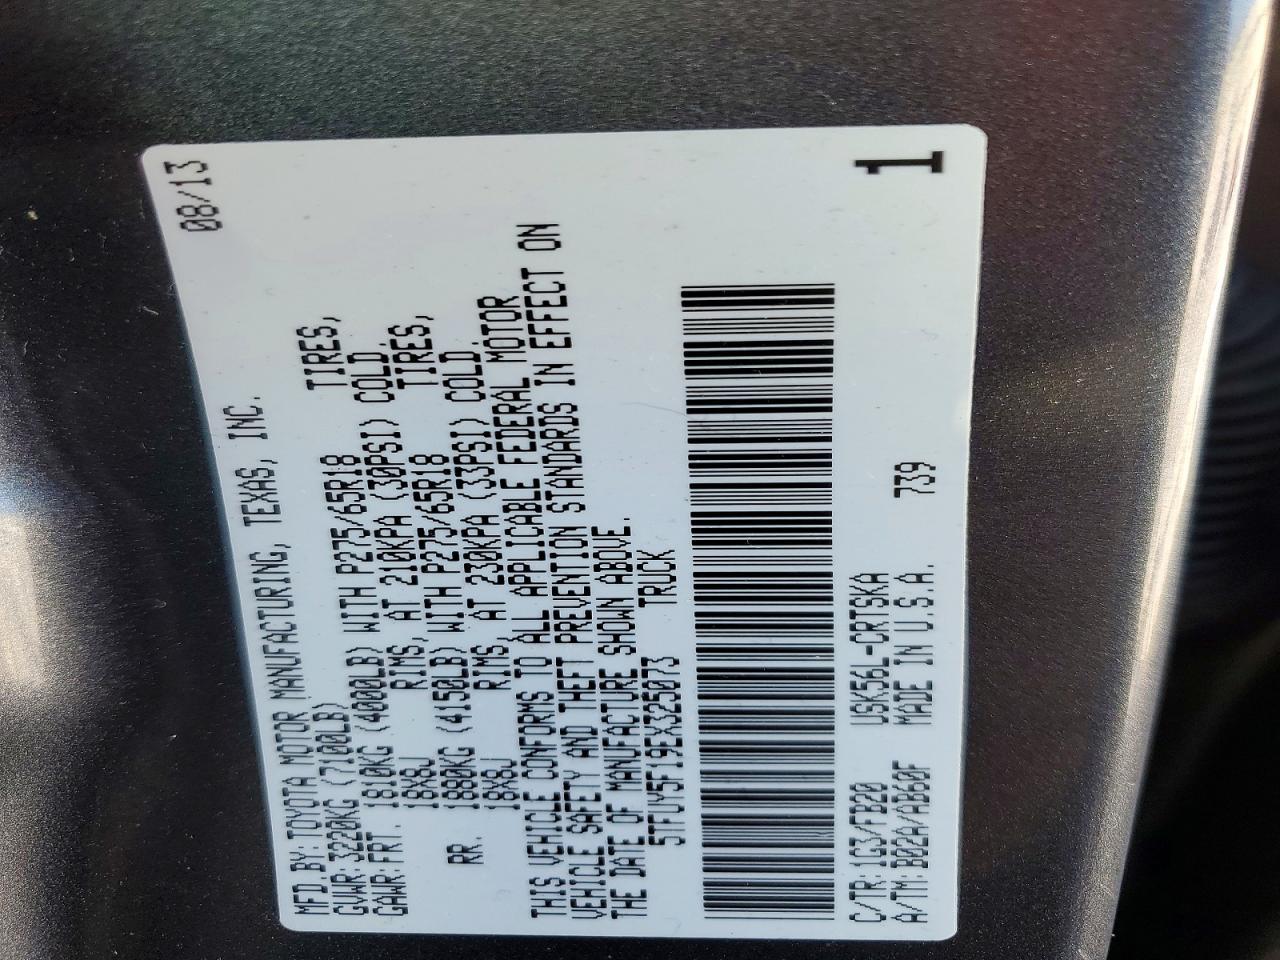 08/13
MFD.BY:TOYOTA MOTOR MANUFACTURING, TEXAS, INC.
GVWR:3220KG (7100LB)
GAWR:FRT. 1810KG (4000LB) WITH P275/65R18 TIRES,
18X8J RIMS, AT 210KPA (30PSI) COLD.
RR. 1880KG (4150LB) WITH P275/65R18 TIRES,
18X8J RIMS, AT 230KPA (33PSI) COLD.
THIS VEHICLE CONFORMS TO ALL APPLICABLE FEDERAL MOTOR
VEHICLE SAFETY AND THEFT PREVENTION STANDARDS IN EFFECT ON
THE DATE OF MANUFACTURE SHOWN ABOVE.
5TFUY5F19EX325073 TRUCK
C/TR:1G3/FB20 USK56L-CRTSKA
A/TM:B02A/AB60F MADE IN U.S.A. 739
1